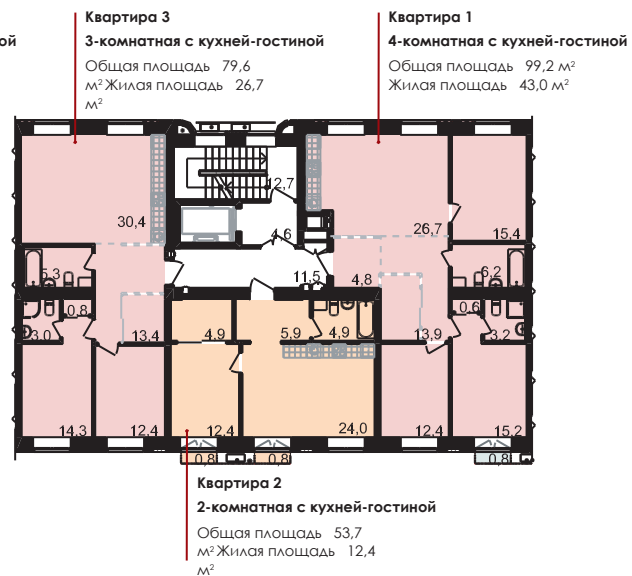 Квартира 3
3-комнатная с кухней-гостиной
Общая площадь 79,6
м² Жилая площадь 26,7
м²
Квартира 1
4-комнатная с кухней-гостиной
Общая площадь 99,2 м²
Жилая площадь 43,0 м²
ой
12,7
30,4
4,6
26,7
15,4
5,3
11,5
4,8
6,2
0,8
0,6
3,0
13,4
4,9
5,9
4,9
13,9
3,2
14,3
12,4
12,4
24,0
12,4
15,2
0,8
0,8
0,8
Квартира 2
2-комнатная с кухней-гостиной
Общая площадь 53,7
м² Жилая площадь 12,4
м²